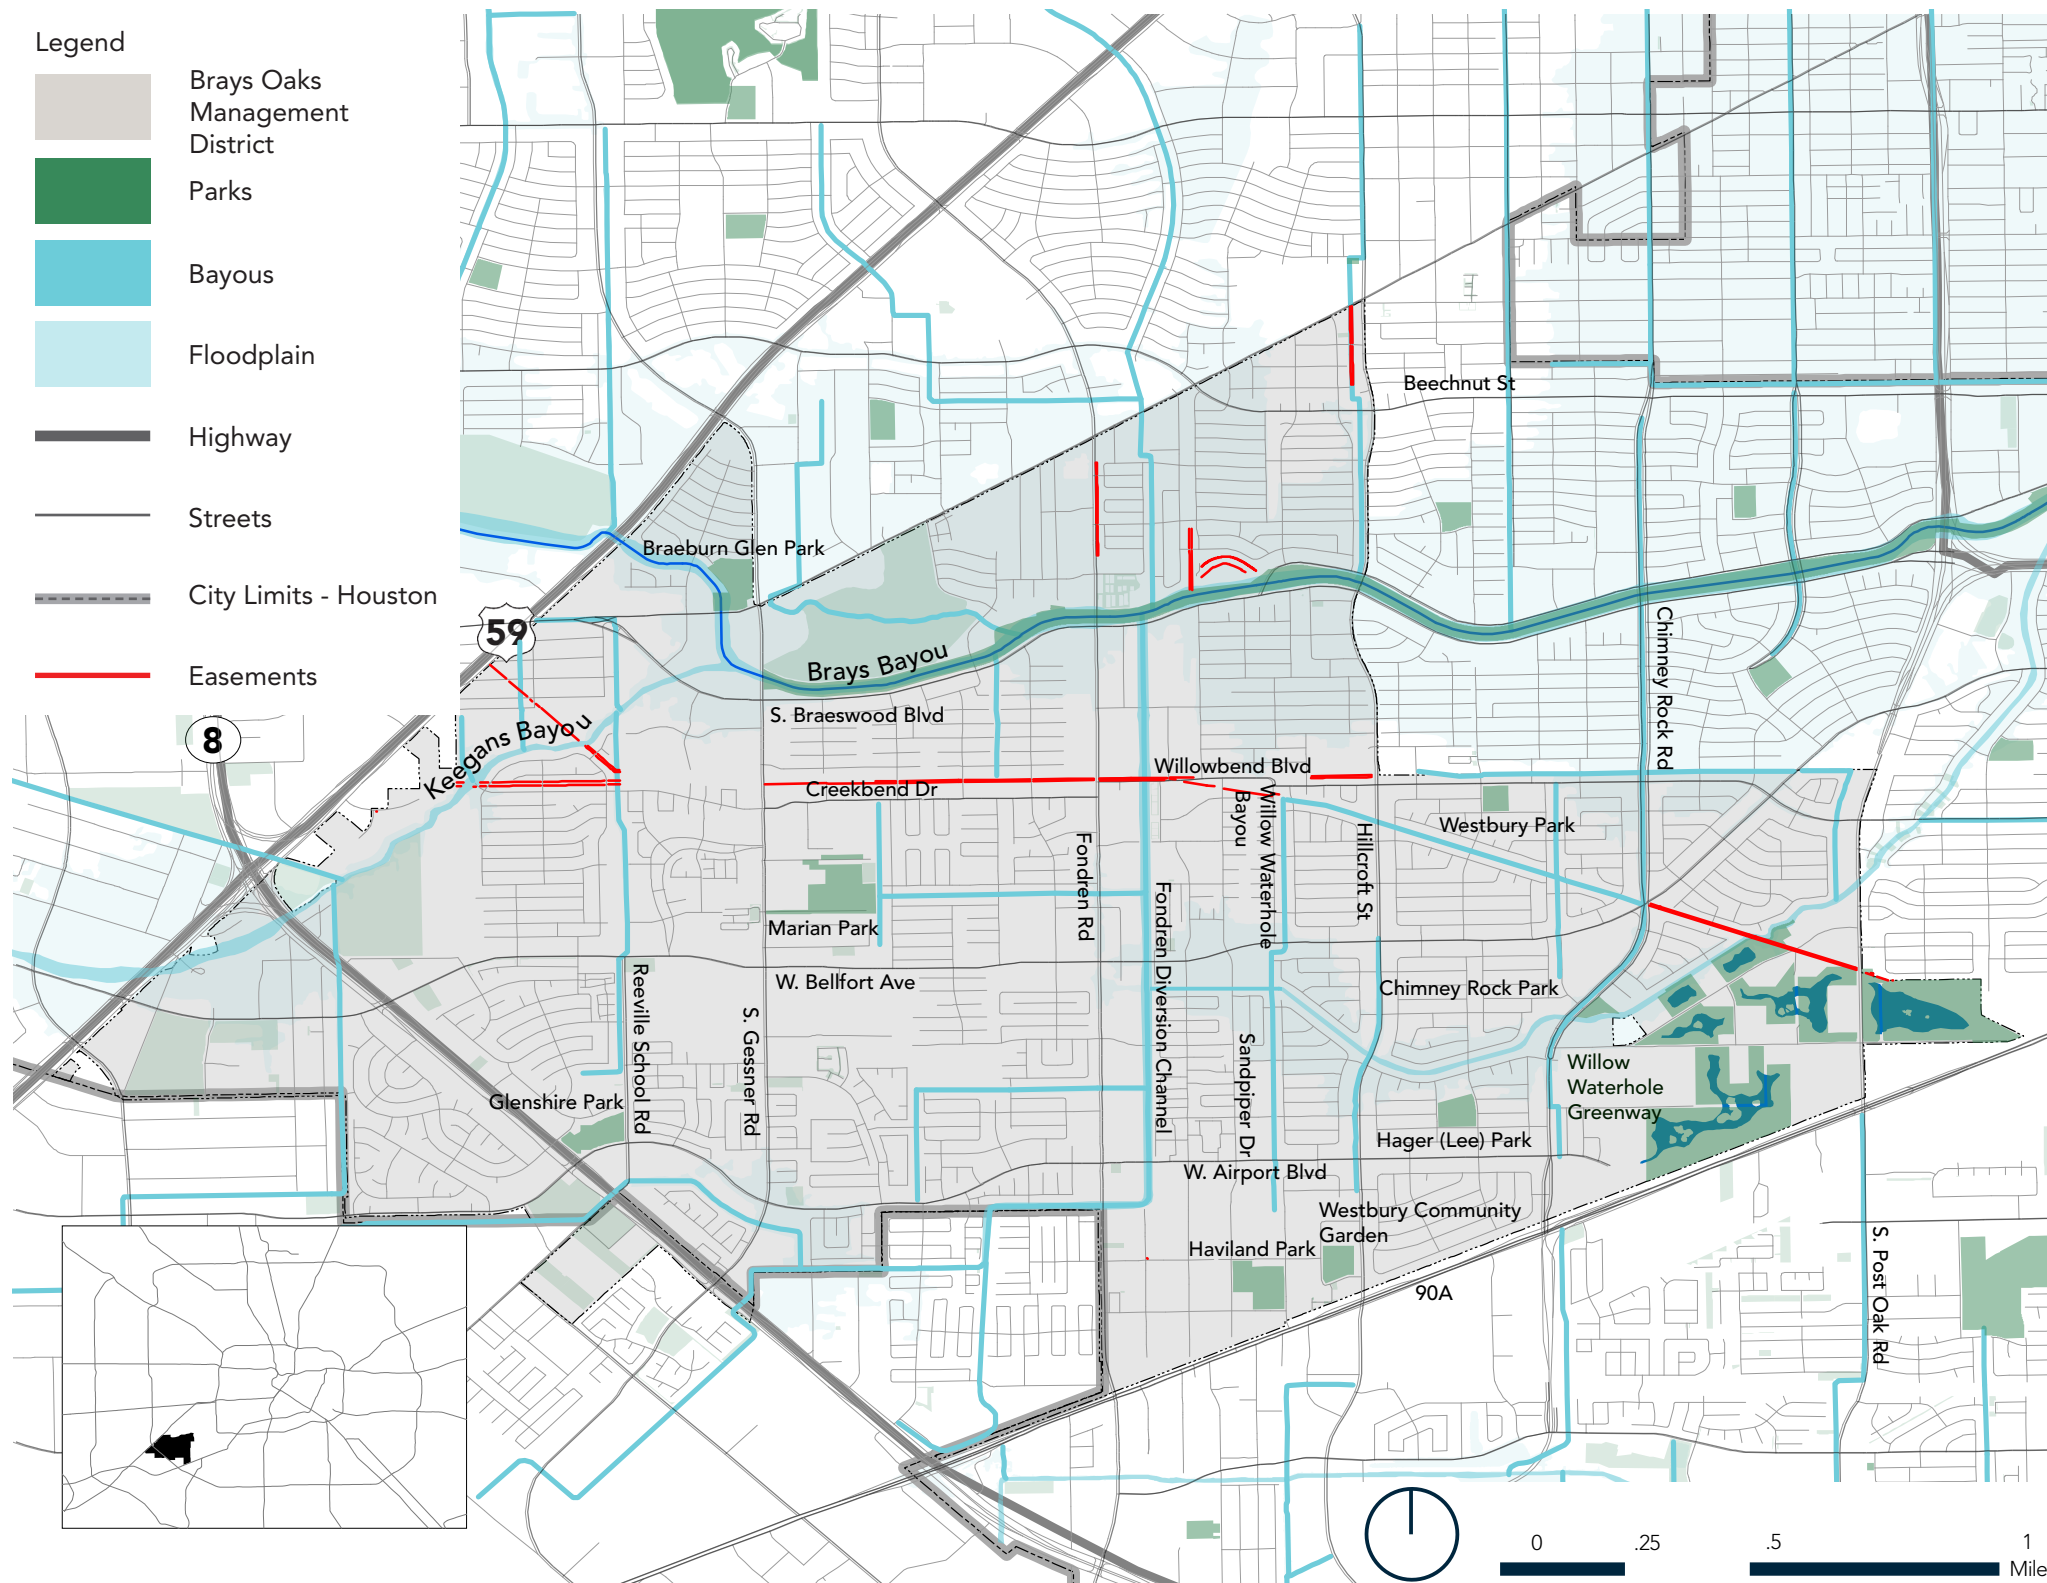 Legend
Brays Oaks
Management
District
Parks
Bayous
Floodplain
Highway
Streets
City Limits - Houston
Easements
Beechnut St
Braeburn Glen Park
59
Brays Bayou
Chimney Rock Rd
Keegans Bayou
S. Braeswood Blvd
8
Willowbend Blvd
Creekbend Dr
Willow Waterhole
Bayou
Westbury Park
Hillcroft St
Fondren Rd
Marian Park
Fondren Diversion Channel
W. Bellfort Ave
Chimney Rock Park
Reeville School Rd
S. Gessner Rd
Sandpiper Dr
Willow
Waterhole
Greenway
Glenshire Park
Hager (Lee) Park
W. Airport Blvd
Westbury Community
Garden
Haviland Park
90A
S. Post Oak Rd
0 .25 .5 1
Mile